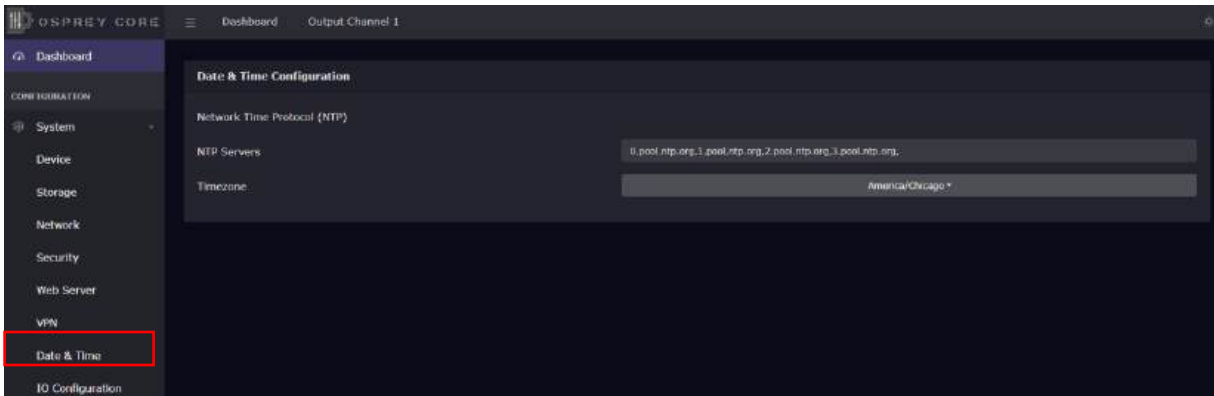 OSPREY CORE
Dashboard Output Channel 1
Dashboard
CONFIGURATION
System
Device
Storage
Network
Security
Web Server
VPN
Date & Time
IO Configuration
Date & Time Configuration
Network Time Protocol (NTP)
NTP Servers 0.pool.ntp.org,1.pool.ntp.org,2.pool.ntp.org,3.pool.ntp.org,
Timezone America/Chicago